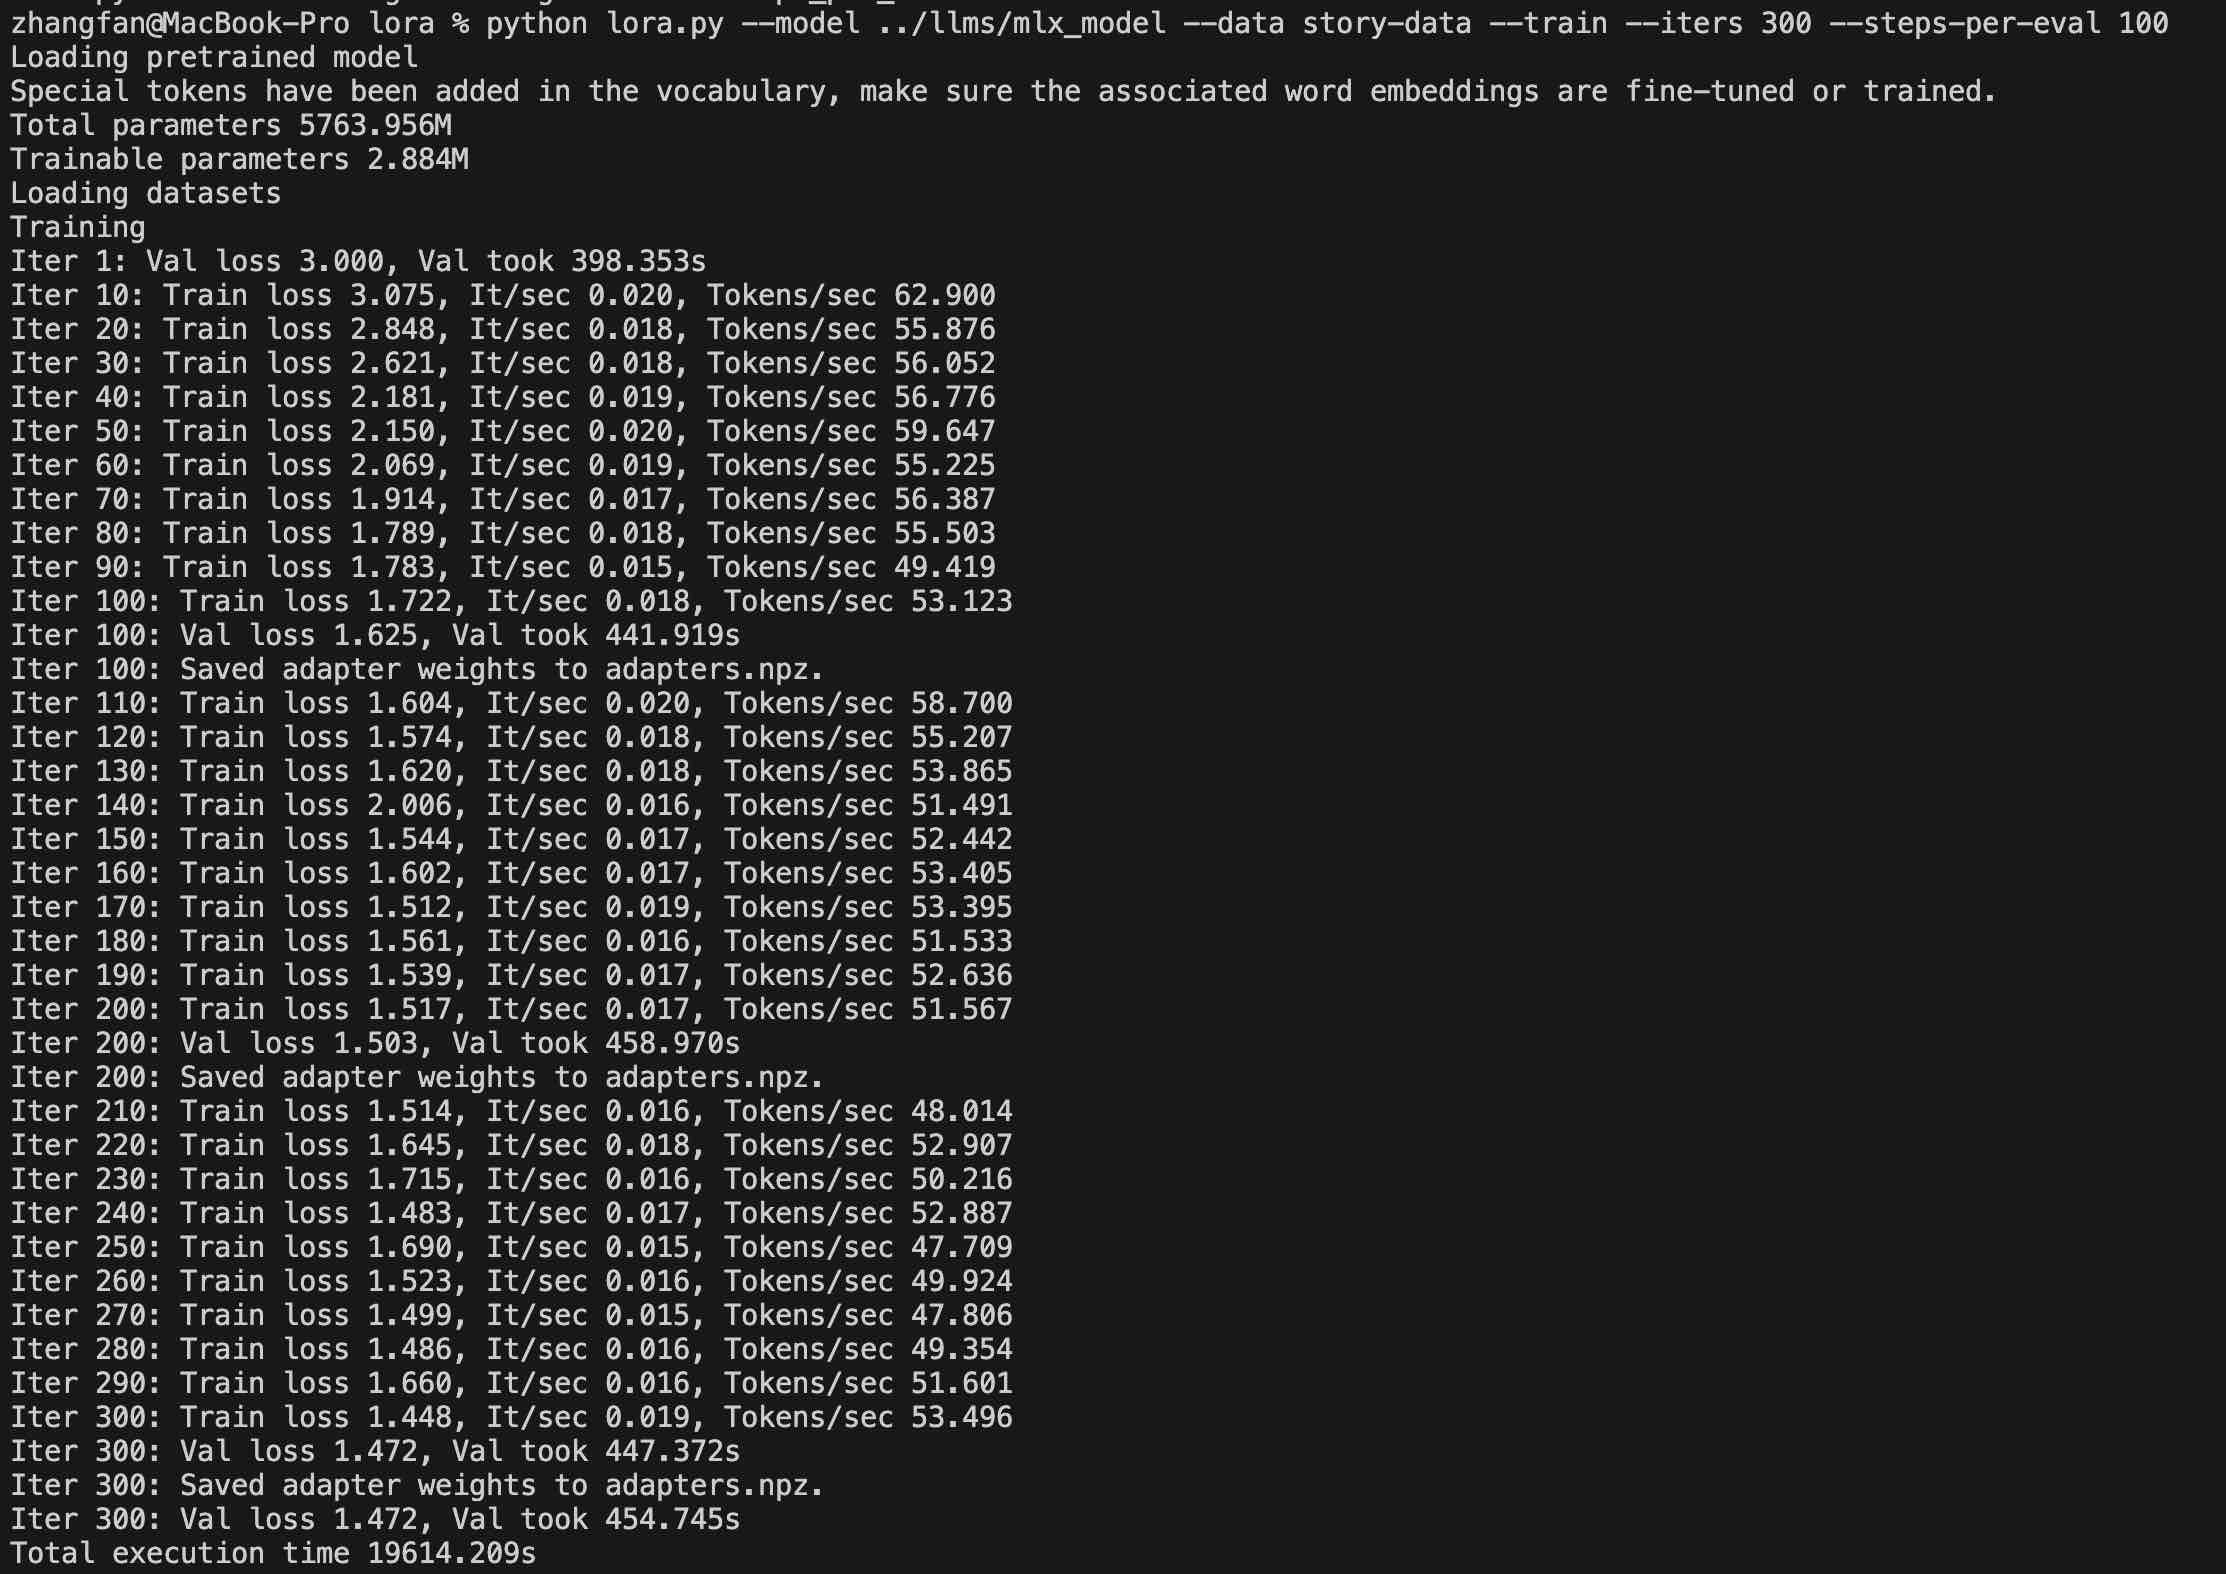 zhangfan@MacBook-Pro lora % python lora.py --model ../llms/mlx_model --data story-data --train --iters 300 --steps-per-eval 100
Loading pretrained model
Special tokens have been added in the vocabulary, make sure the associated word embeddings are fine-tuned or trained.
Total parameters 5763.956M
Trainable parameters 2.884M
Loading datasets
Training
Iter 1: Val loss 3.000, Val took 398.353s
Iter 10: Train loss 3.075, It/sec 0.020, Tokens/sec 62.900
Iter 20: Train loss 2.848, It/sec 0.018, Tokens/sec 55.876
Iter 30: Train loss 2.621, It/sec 0.018, Tokens/sec 56.052
Iter 40: Train loss 2.181, It/sec 0.019, Tokens/sec 56.776
Iter 50: Train loss 2.150, It/sec 0.020, Tokens/sec 59.647
Iter 60: Train loss 2.069, It/sec 0.019, Tokens/sec 55.225
Iter 70: Train loss 1.914, It/sec 0.017, Tokens/sec 56.387
Iter 80: Train loss 1.789, It/sec 0.018, Tokens/sec 55.503
Iter 90: Train loss 1.783, It/sec 0.015, Tokens/sec 49.419
Iter 100: Train loss 1.722, It/sec 0.018, Tokens/sec 53.123
Iter 100: Val loss 1.625, Val took 441.919s
Iter 100: Saved adapter weights to adapters.npz.
Iter 110: Train loss 1.604, It/sec 0.020, Tokens/sec 58.700
Iter 120: Train loss 1.574, It/sec 0.018, Tokens/sec 55.207
Iter 130: Train loss 1.620, It/sec 0.018, Tokens/sec 53.865
Iter 140: Train loss 2.006, It/sec 0.016, Tokens/sec 51.491
Iter 150: Train loss 1.544, It/sec 0.017, Tokens/sec 52.442
Iter 160: Train loss 1.602, It/sec 0.017, Tokens/sec 53.405
Iter 170: Train loss 1.512, It/sec 0.019, Tokens/sec 53.395
Iter 180: Train loss 1.561, It/sec 0.016, Tokens/sec 51.533
Iter 190: Train loss 1.539, It/sec 0.017, Tokens/sec 52.636
Iter 200: Train loss 1.517, It/sec 0.017, Tokens/sec 51.567
Iter 200: Val loss 1.503, Val took 458.970s
Iter 200: Saved adapter weights to adapters.npz.
Iter 210: Train loss 1.514, It/sec 0.016, Tokens/sec 48.014
Iter 220: Train loss 1.645, It/sec 0.018, Tokens/sec 52.907
Iter 230: Train loss 1.715, It/sec 0.016, Tokens/sec 50.216
Iter 240: Train loss 1.483, It/sec 0.017, Tokens/sec 52.887
Iter 250: Train loss 1.690, It/sec 0.015, Tokens/sec 47.709
Iter 260: Train loss 1.523, It/sec 0.016, Tokens/sec 49.924
Iter 270: Train loss 1.499, It/sec 0.015, Tokens/sec 47.806
Iter 280: Train loss 1.486, It/sec 0.016, Tokens/sec 49.354
Iter 290: Train loss 1.660, It/sec 0.016, Tokens/sec 51.601
Iter 300: Train loss 1.448, It/sec 0.019, Tokens/sec 53.496
Iter 300: Val loss 1.472, Val took 447.372s
Iter 300: Saved adapter weights to adapters.npz.
Iter 300: Val loss 1.472, Val took 454.745s
Total execution time 19614.209s